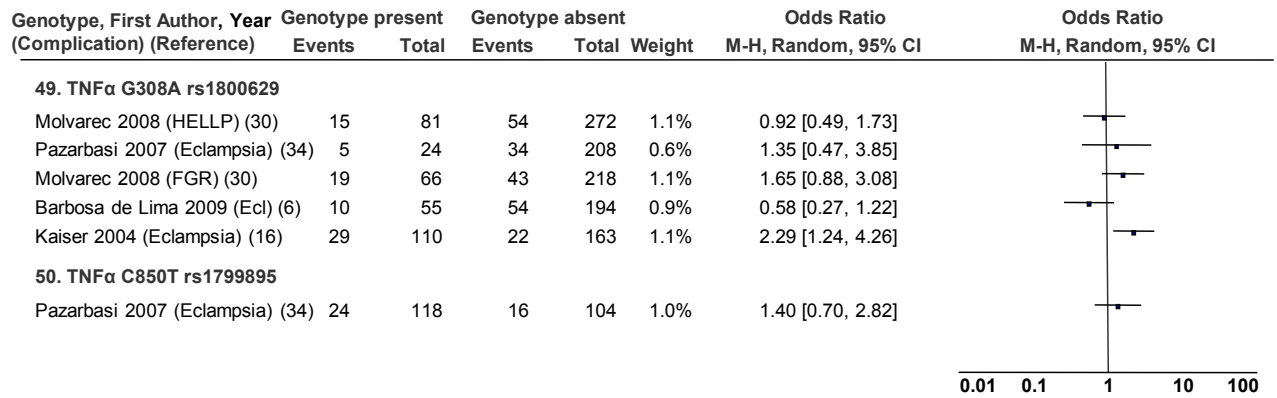 Genotype, First Author, Year Genotype present Genotype absent Odds Ratio Odds Ratio
(Complication) (Reference) Events Total Events Total Weight M-H, Random, 95% CI M-H, Random, 95% CI
49. TNFα G308A rs1800629
Molvarec 2008 (HELLP) (30) 15 81 54 272 1.1% 0.92 [0.49, 1.73]
Pazarbasi 2007 (Eclampsia) (34) 5 24 34 208 0.6% 1.35 [0.47, 3.85]
Molvarec 2008 (FGR) (30) 19 66 43 218 1.1% 1.65 [0.88, 3.08]
Barbosa de Lima 2009 (Ecl) (6) 10 55 54 194 0.9% 0.58 [0.27, 1.22]
Kaiser 2004 (Eclampsia) (16) 29 110 22 163 1.1% 2.29 [1.24, 4.26]
50. TNFα C850T rs1799895
Pazarbasi 2007 (Eclampsia) (34) 24 118 16 104 1.0% 1.40 [0.70, 2.82]
0.01 0.1 1 10 100